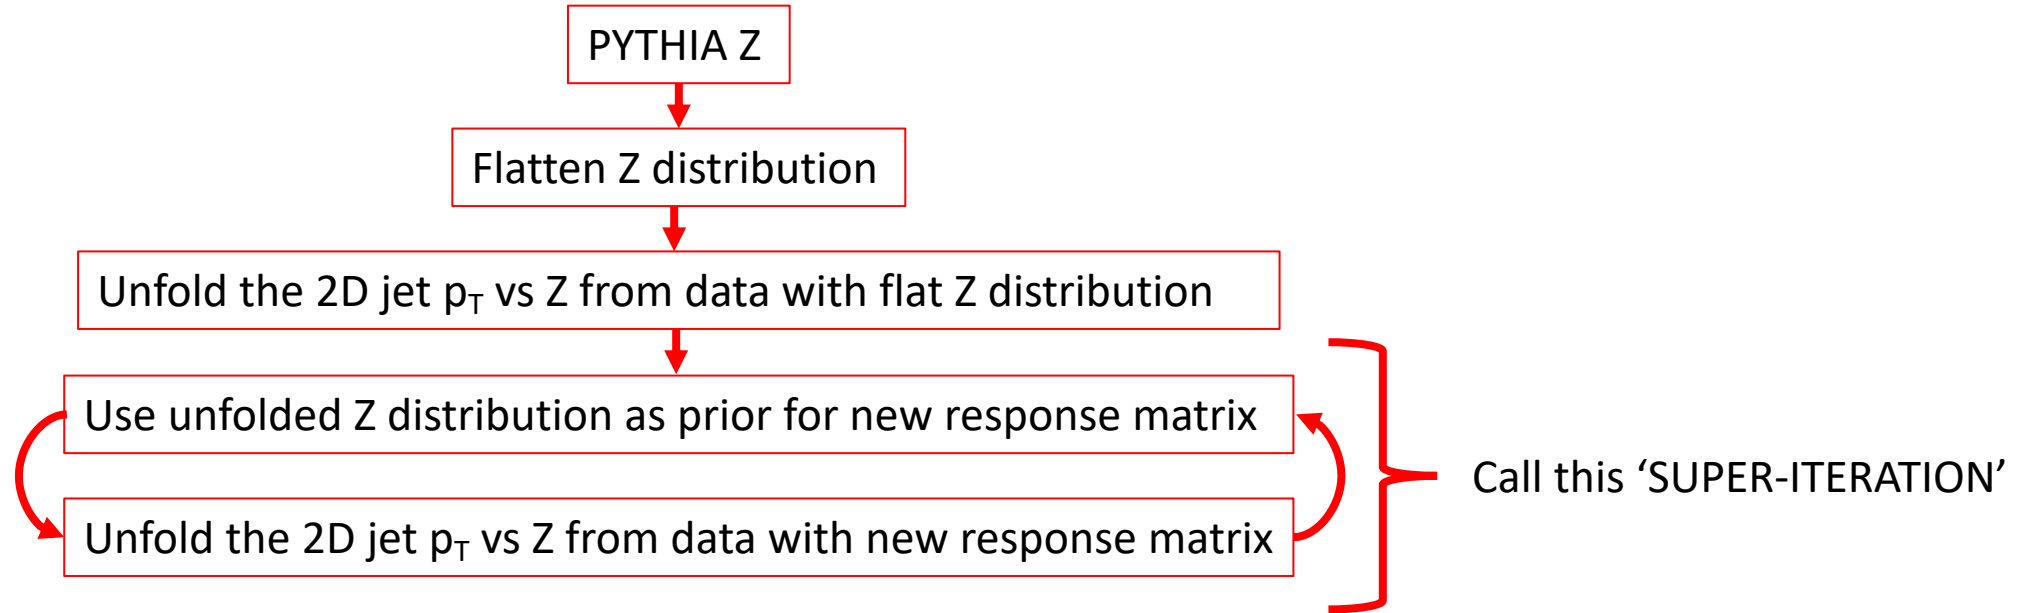 PYTHIA Z
Flatten Z distribution
Unfold the 2D jet pT vs Z from data with flat Z distribution
Use unfolded Z distribution as prior for new response matrix
Call this ‘SUPER-ITERATION’
Unfold the 2D jet pT vs Z from data with new response matrix